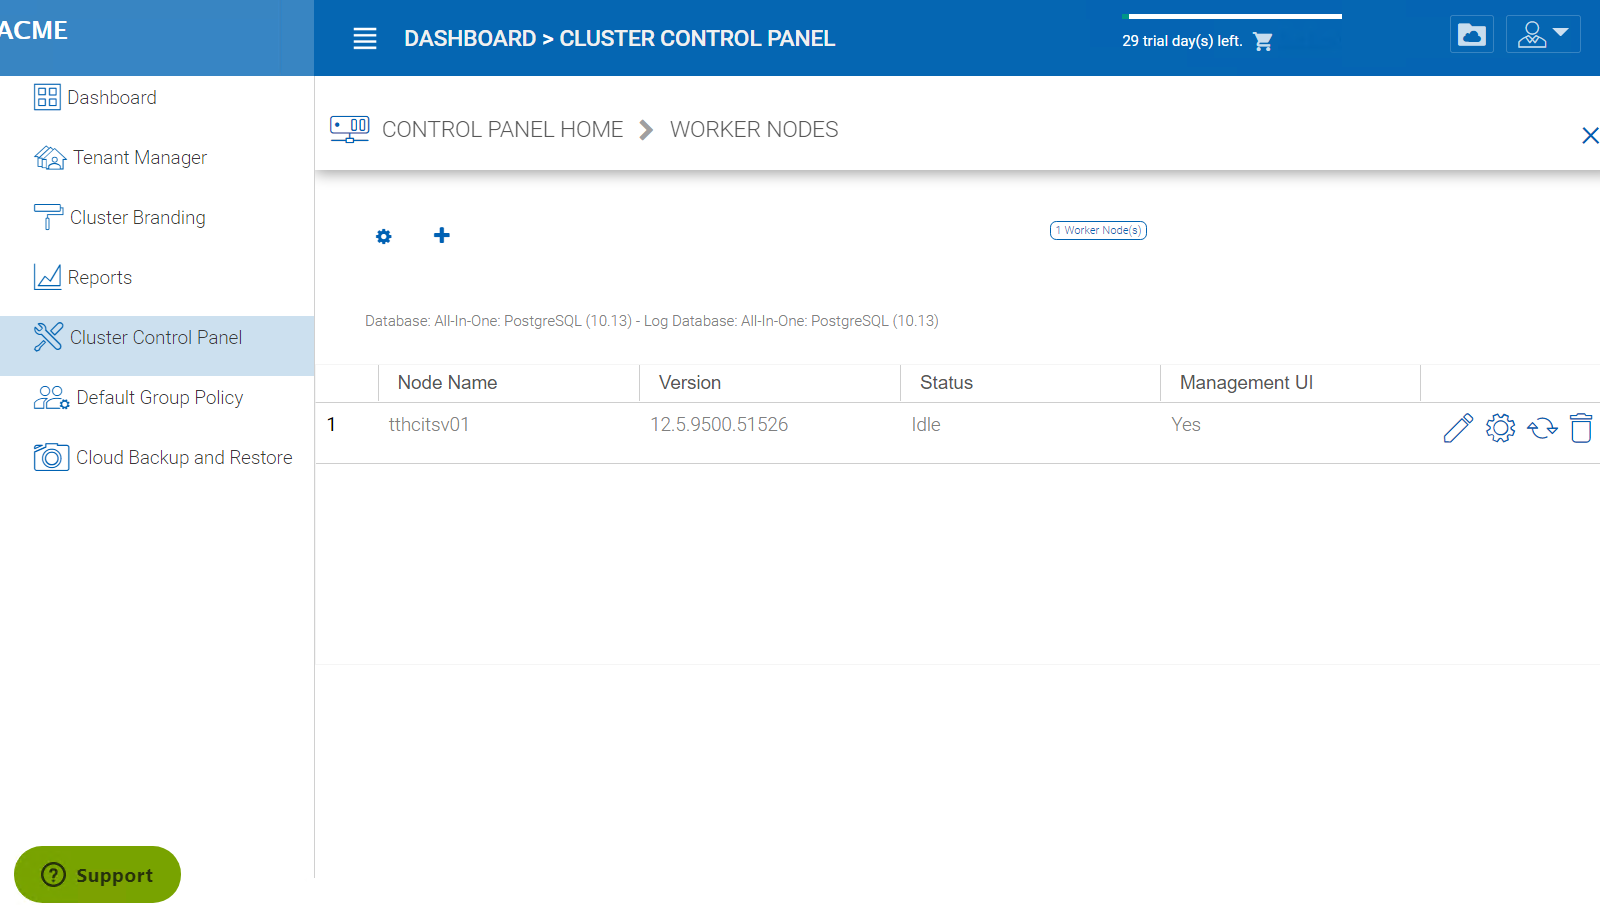 ACME
DASHBOARD > CLUSTER CONTROL PANEL
29 trial day(s) left.
Dashboard
Tenant Manager
Cluster Branding
Reports
Cluster Control Panel
Default Group Policy
Cloud Backup and Restore
CONTROL PANEL HOME WORKER NODES
1 Worker Node(s)
Database: All-In-One: PostgreSQL (10.13) - Log Database: All-In-One: PostgreSQL (10.13)
Node Name Version Status Management UI
1 tthcitsv01 12.5.9500.51526 Idle Yes
Support